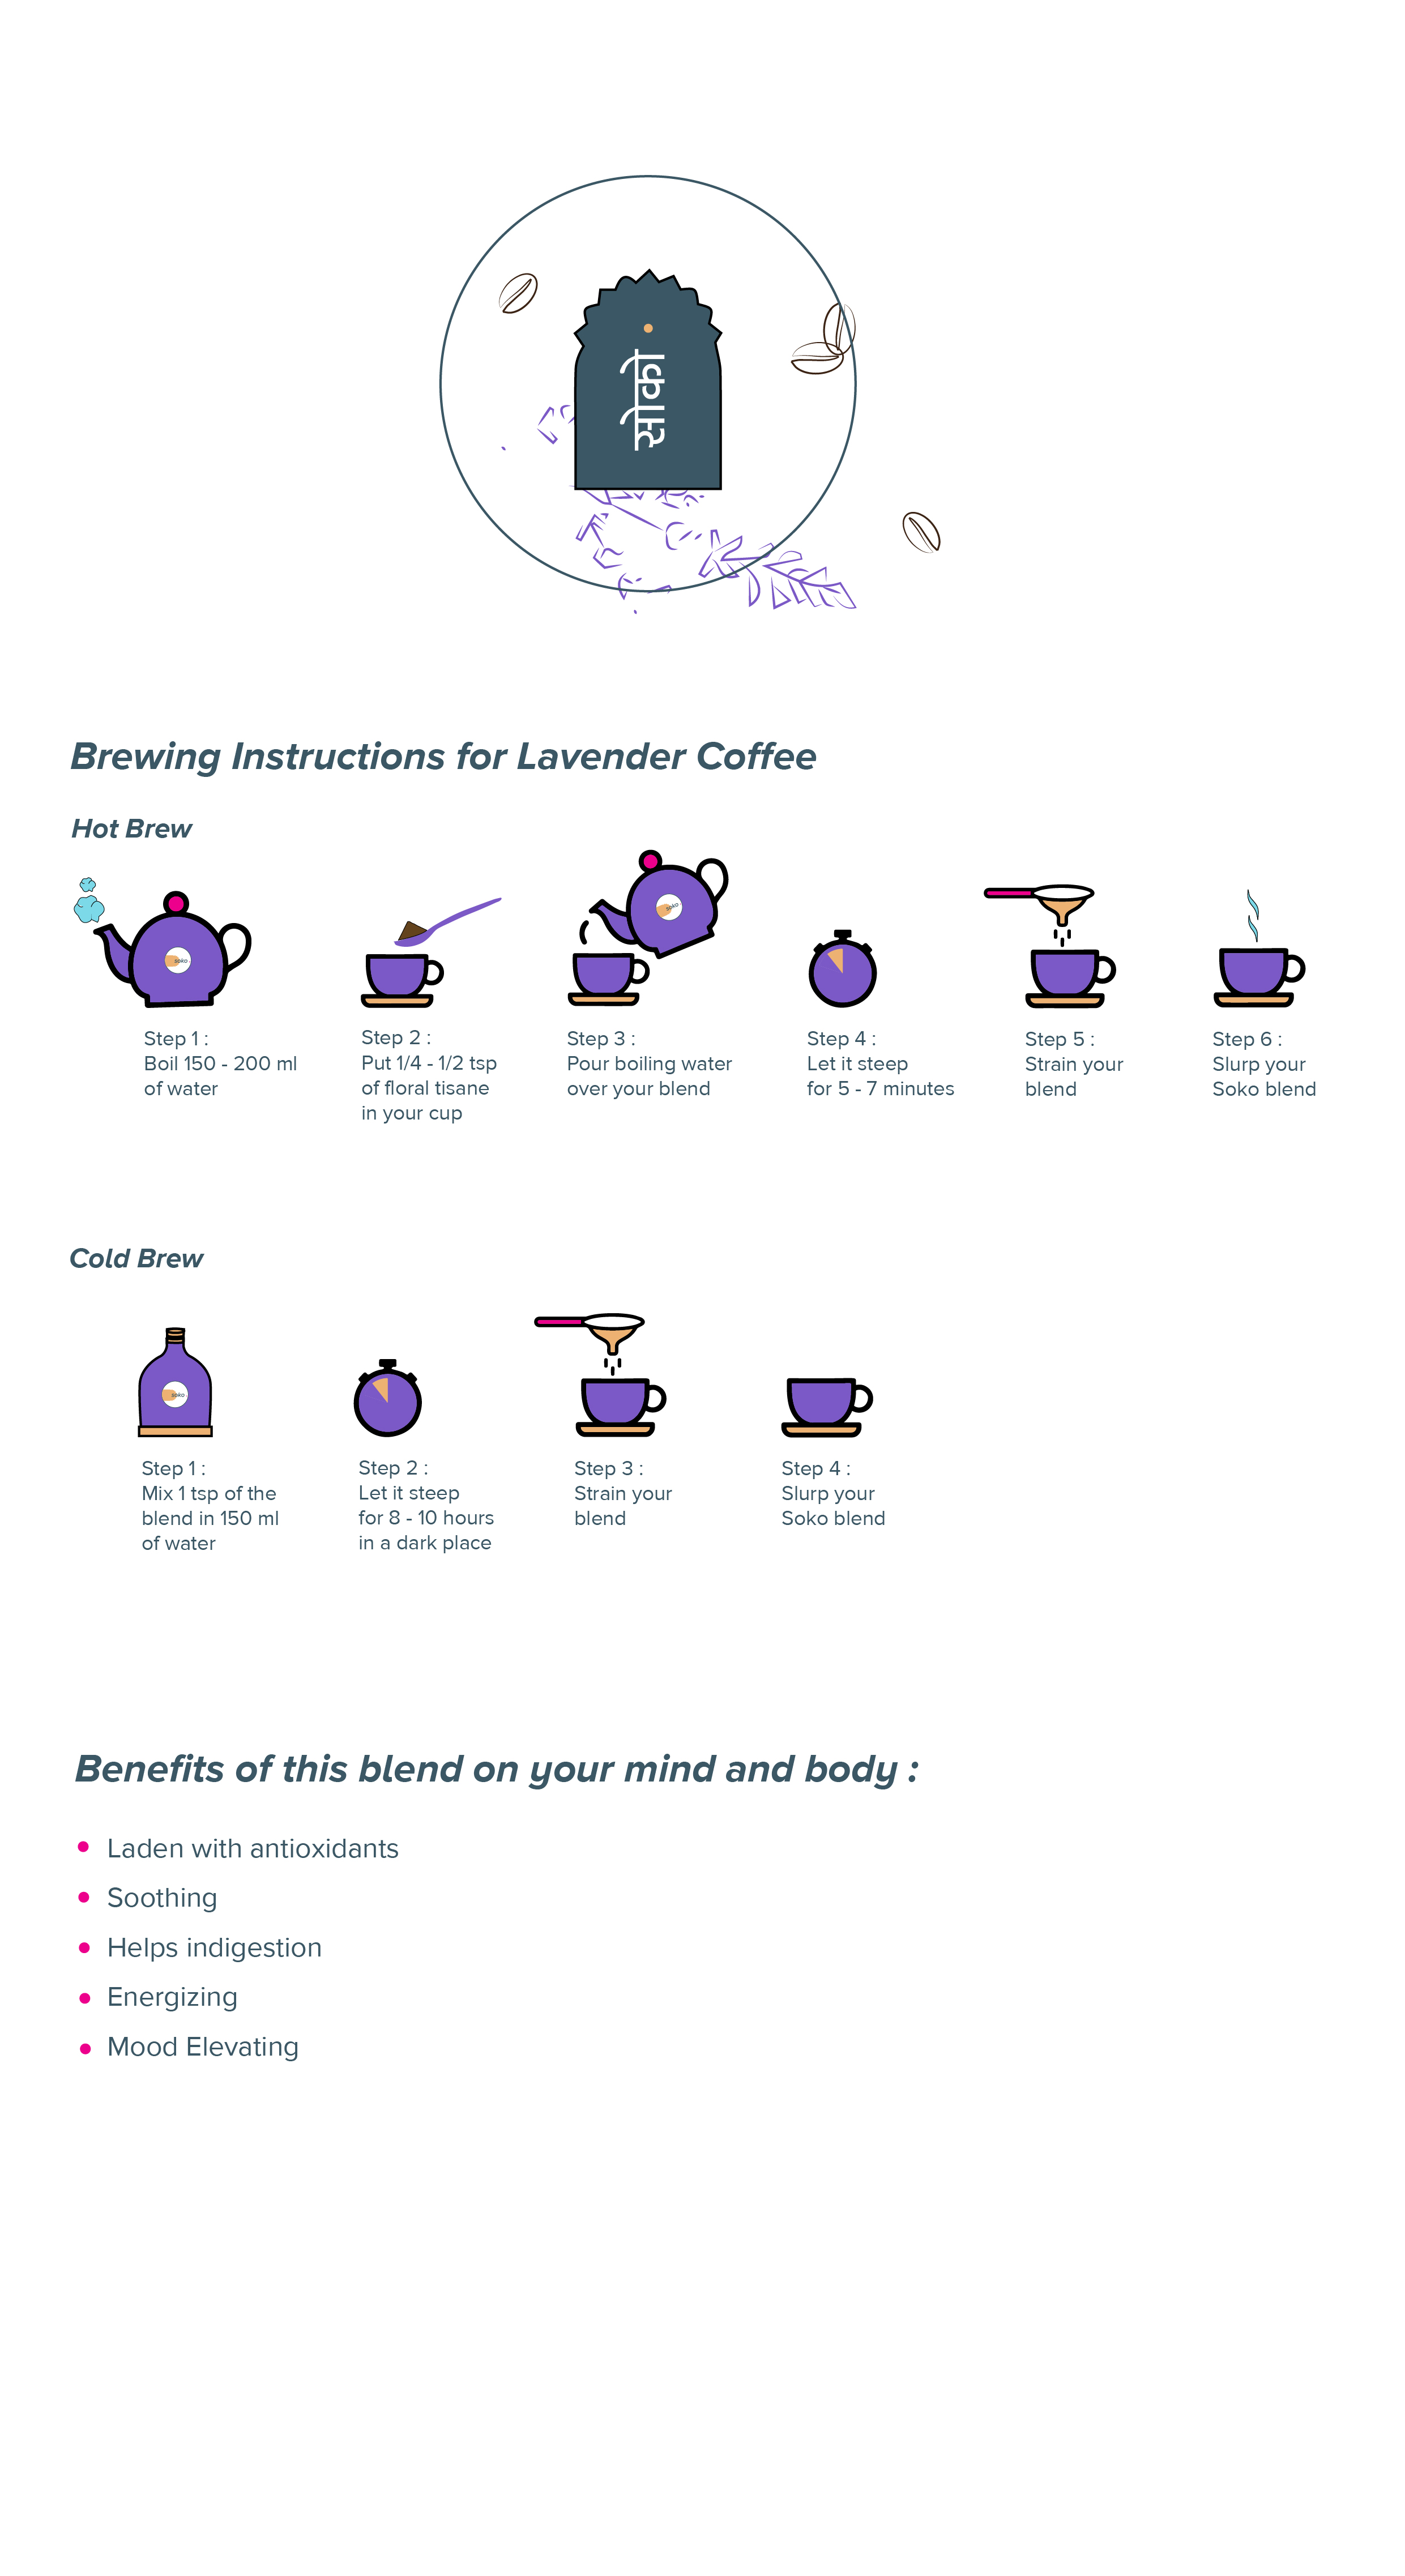 सोको
Brewing Instructions for Lavender Coffee
Hot Brew
soko
soko
Step 1 :
Boil 150 - 200 ml
of water
Step 2 :
Put 1/4 - 1/2 tsp
of floral tisane
in your cup
Step 3 :
Pour boiling water
over your blend
Step 4 :
Let it steep
for 5 - 7 minutes
Step 5 :
Strain your
blend
Step 6 :
Slurp your
Soko blend
Cold Brew
soko
Step 1 :
Mix 1 tsp of the
blend in 150 ml
of water
Step 2 :
Let it steep
for 8 - 10 hours
in a dark place
Step 3 :
Strain your
blend
Step 4 :
Slurp your
Soko blend
Benefits of this blend on your mind and body :
Laden with antioxidants
Soothing
Helps indigestion
Energizing
Mood Elevating